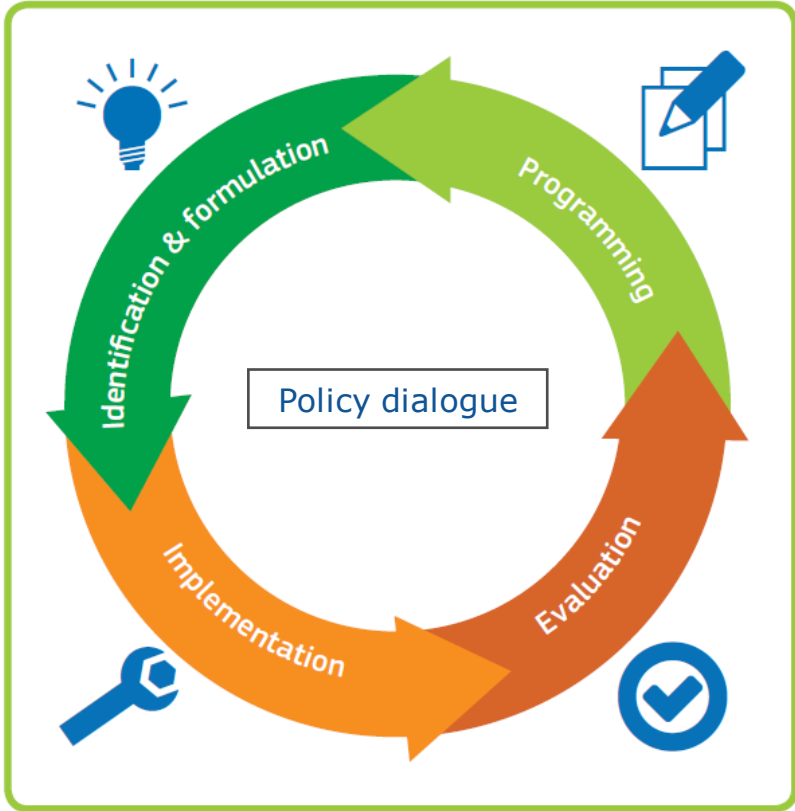 Identification & formulation
Programming
Policy dialogue
Implementation
Evaluation